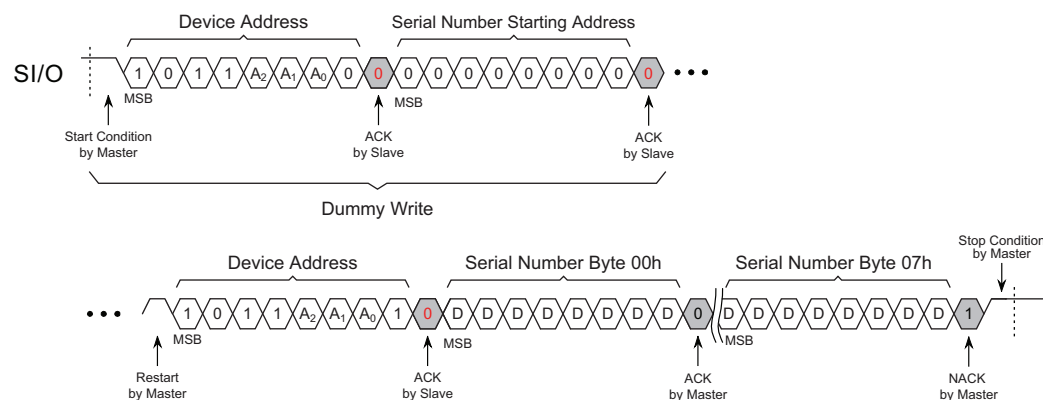 Device Address Serial Number Starting Address
SI/O 1 0 1 1 A2 A1 A0 0 0 0 0 0 0 0 0 0 0 0 •••
MSB MSB
Start Condition by Master
ACK by Slave
ACK by Slave
Dummy Write
Stop Condition by Master
Device Address Serial Number Byte 00h Serial Number Byte 07h
••• 1 0 1 1 A2 A1 A0 1 0 D D D D D D D D 0 D D D D D D D D 1
MSB MSB MSB
Restart by Master
ACK by Slave
ACK by Master
NACK by Master